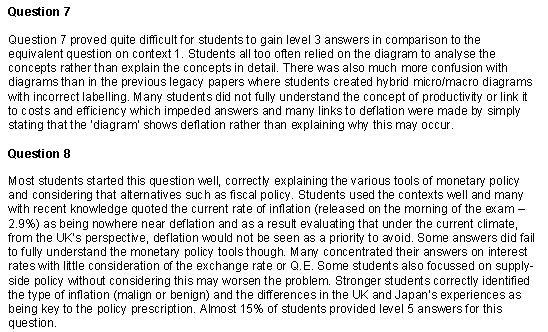 Question 7
Question 7 proved quite difficult for students to gain level 3 answers in comparison to the
equivalent question on context 1. Students all too often relied on the diagram to analyse the
concepts rather than explain the concepts in detail. There was also much more confusion with
diagrams than in the previous legacy papers where students created hybrid micro/macro diagrams
with incorrect labelling. Many students did not fully understand the concept of productivity or link it
to costs and efficiency which impeded answers and many links to deflation were made by simply
stating that the 'diagram' shows deflation rather than explaining why this may occur.
Question 8
Most students started this question well, correctly explaining the various tools of monetary policy
and considering that alternatives such as fiscal policy. Students used the contexts well and many
with recent knowledge quoted the current rate of inflation (released on the morning of the exam –
2.9%) as being nowhere near deflation and as a result evaluating that under the current climate,
from the UK's perspective, deflation would not be seen as a priority to avoid. Some answers did fail
to fully understand the monetary policy tools though. Many concentrated their answers on interest
rates with little consideration of the exchange rate or Q.E. Some students also focussed on supply-
side policy without considering this may worsen the problem. Stronger students correctly identified
the type of inflation (malign or benign) and the differences in the UK and Japan's experiences as
being key to the policy prescription. Almost 15% of students provided level 5 answers for this
question.